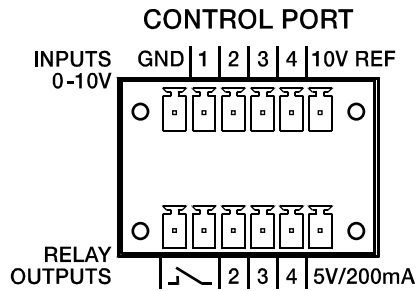 CONTROL PORT
INPUTS
0-10V
GND 1 2 3 4 10V REF
RELAY
OUTPUTS
2 3 4 5V/200mA